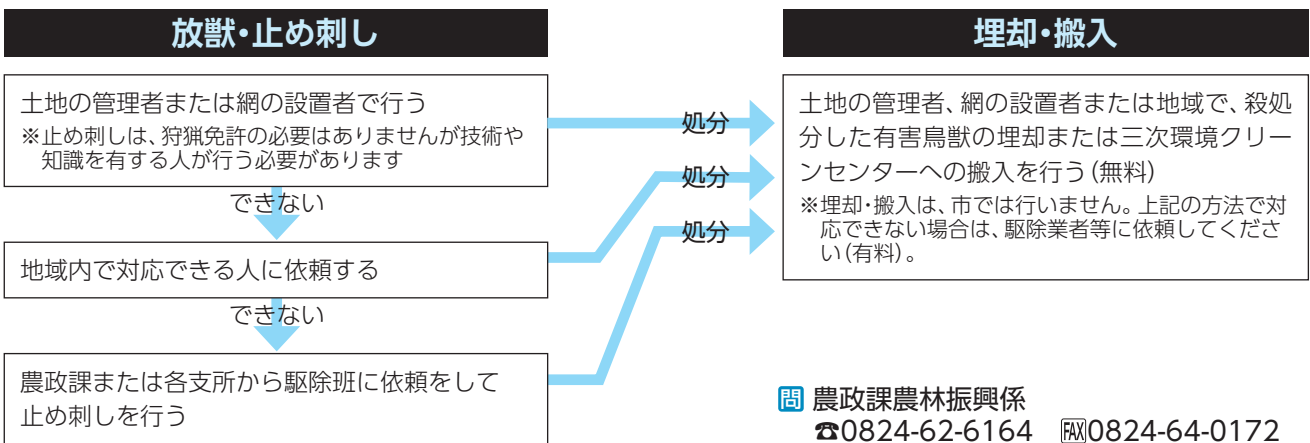 放獣・止め刺し
土地の管理者または網の設置者で行う
※止め刺しは、狩猟免許の必要はありませんが技術や
知識を有する人が行う必要があります
できない
地域内で対応できる人に依頼する
できない
農政課または各支所から駆除班に依頼をして
止め刺しを行う
処分
処分
処分
埋却・搬入
土地の管理者、網の設置者または地域で、殺処
分した有害鳥獣の埋却または三次環境クリー
ンセンターへの搬入を行う(無料)
※埋却・搬入は、市では行いません。上記の方法で対
応できない場合は、駆除業者等に依頼してくださ
い(有料)。
問 農政課農林振興係
☎0824-62-6164 FAX0824-64-0172